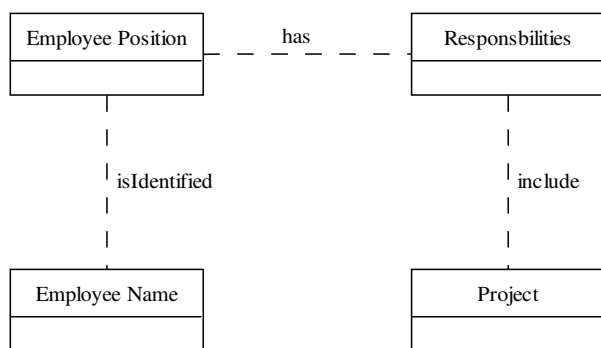 Employee Position
has
Responsbilities
isIdentified
include
Employee Name
Project